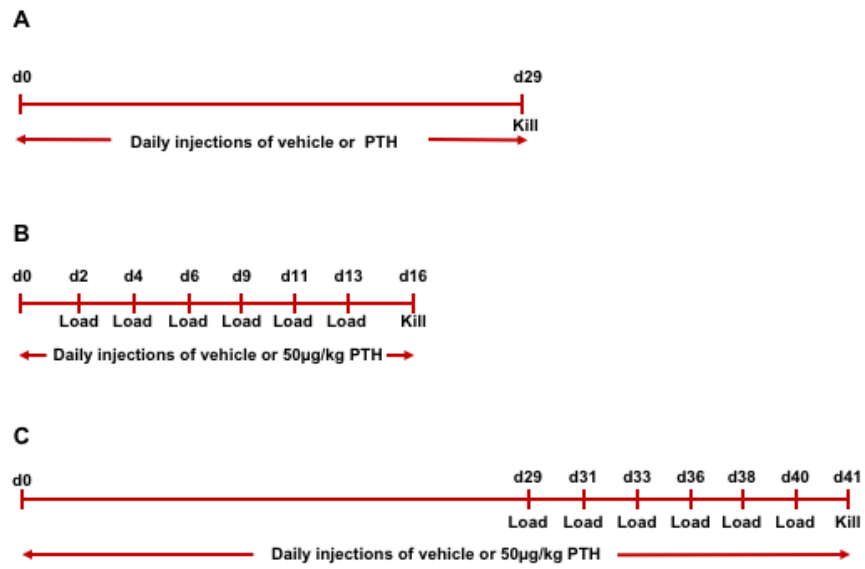 A
d0 d29
Kill
Daily injections of vehicle or PTH
B
d0 d2 d4 d6 d9 d11 d13 d16
Load Load Load Load Load Load Kill
Daily injections of vehicle or 50µg/kg PTH
C
d0 d29 d31 d33 d36 d38 d40 d41
Load Load Load Load Load Load Kill
Daily injections of vehicle or 50µg/kg PTH